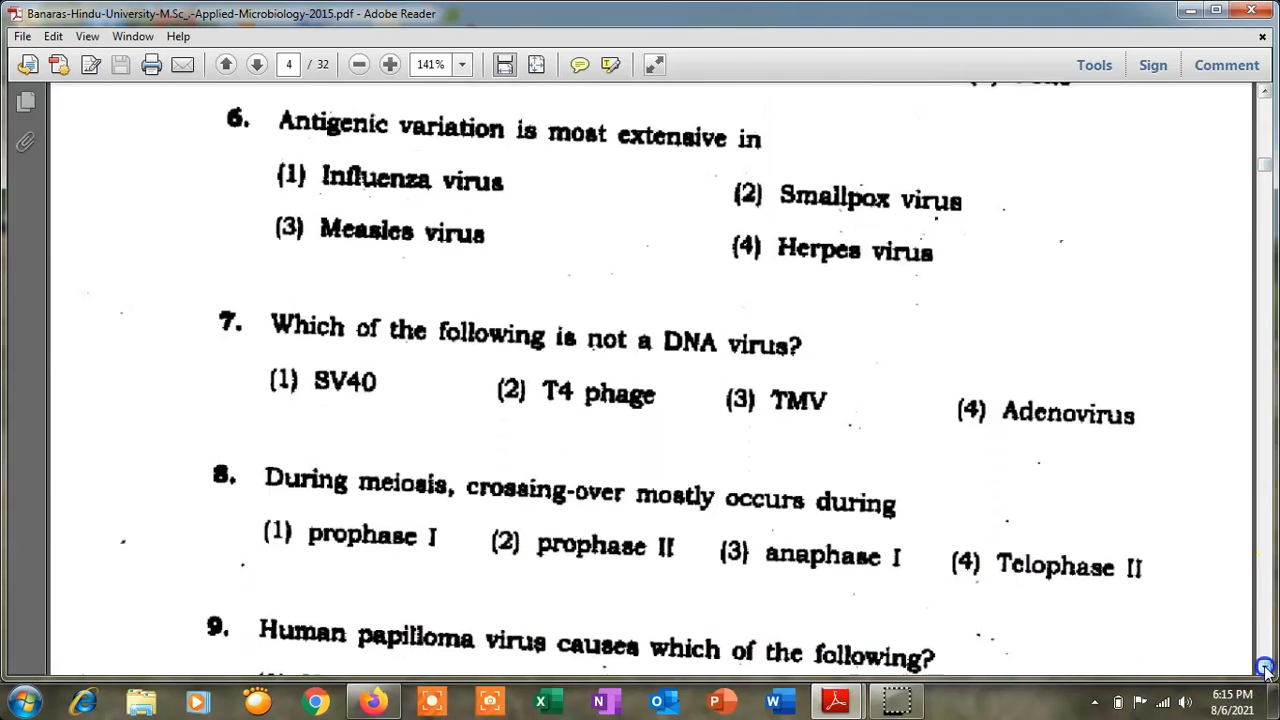 Banaras-Hindu-University-M.Sc_.-Applied-Microbiology-2015.pdf - Adobe Reader
File Edit View Window Help
4 / 32 141% Tools Sign Comment
6. Antigenic variation is most extensive in
(1) Influenza virus (2) Smallpox virus
(3) Measles virus (4) Herpes virus
7. Which of the following is not a DNA virus?
(1) SV40 (2) T4 phage (3) TMV (4) Adenovirus
8. During meiosis, crossing-over mostly occurs during
(1) prophase I (2) prophase II (3) anaphase I (4) Telophase II
9. Human papilloma virus causes which of the following?
6:15 PM
8/6/2021